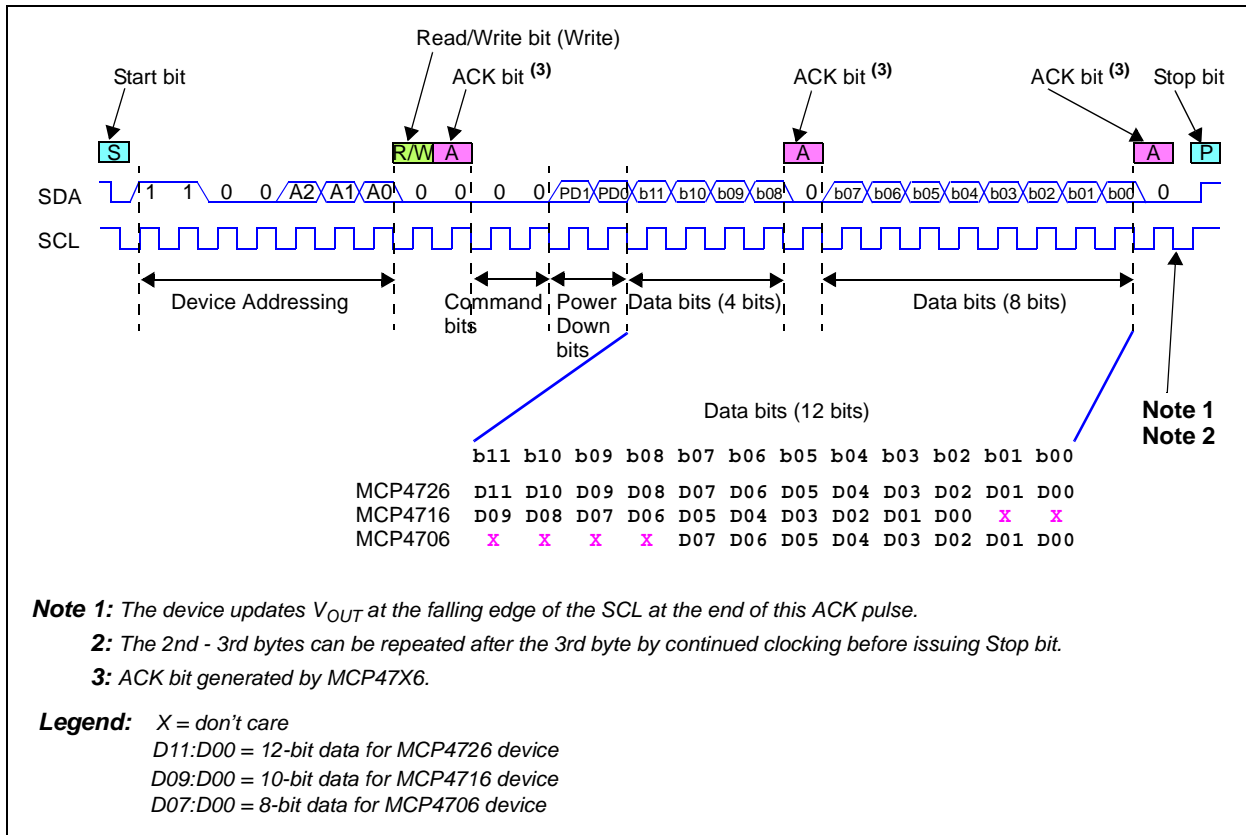 Read/Write bit (Write)
Start bit
ACK bit (3)
ACK bit (3)
ACK bit (3)
Stop bit
S R/W A A A P
SDA 1 1 0 0 A2 A1 A0 0 0 0 0 PD1 PD0 b11 b10 b09 b08 0 b07 b06 b05 b04 b03 b02 b01 b00 0
SCL
Device Addressing
Command bits
Power Down bits
Data bits (4 bits)
Data bits (8 bits)
Note 1
Note 2
Data bits (12 bits)
b11 b10 b09 b08 b07 b06 b05 b04 b03 b02 b01 b00
MCP4726 D11 D10 D09 D08 D07 D06 D05 D04 D03 D02 D01 D00
MCP4716 D09 D08 D07 D06 D05 D04 D03 D02 D01 D00 X X
MCP4706 X X X X D07 D06 D05 D04 D03 D02 D01 D00
Note 1: The device updates VOUT at the falling edge of the SCL at the end of this ACK pulse.
2: The 2nd - 3rd bytes can be repeated after the 3rd byte by continued clocking before issuing Stop bit.
3: ACK bit generated by MCP47X6.
Legend: X = don't care
D11:D00 = 12-bit data for MCP4726 device
D09:D00 = 10-bit data for MCP4716 device
D07:D00 = 8-bit data for MCP4706 device